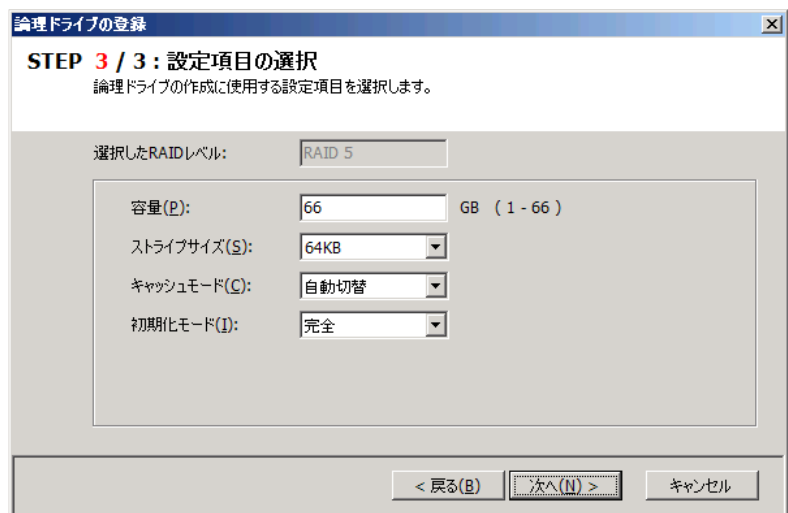 論理ドライブの登録
STEP 3 / 3 : 設定項目の選択
論理ドライブの作成に使用する設定項目を選択します。
選択したRAIDレベル: RAID 5
容量(P): 66 GB ( 1 - 66 )
ストライプサイズ(S): 64KB
キャッシュモード(C): 自動切替
初期化モード(I): 完全
< 戻る(B) 次へ(N) > キャンセル